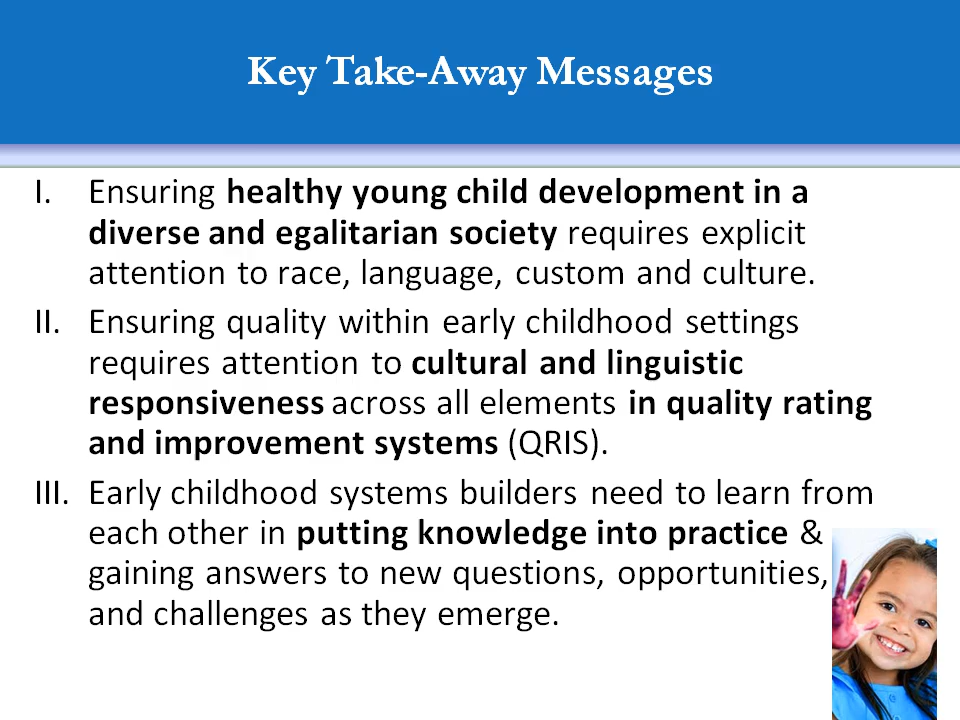 Key Take-Away Messages
I. Ensuring healthy young child development in a
diverse and egalitarian society requires explicit
attention to race, language, custom and culture.
II. Ensuring quality within early childhood settings
requires attention to cultural and linguistic
responsiveness across all elements in quality rating
and improvement systems (QRIS).
III. Early childhood systems builders need to learn from
each other in putting knowledge into practice &
gaining answers to new questions, opportunities,
and challenges as they emerge.